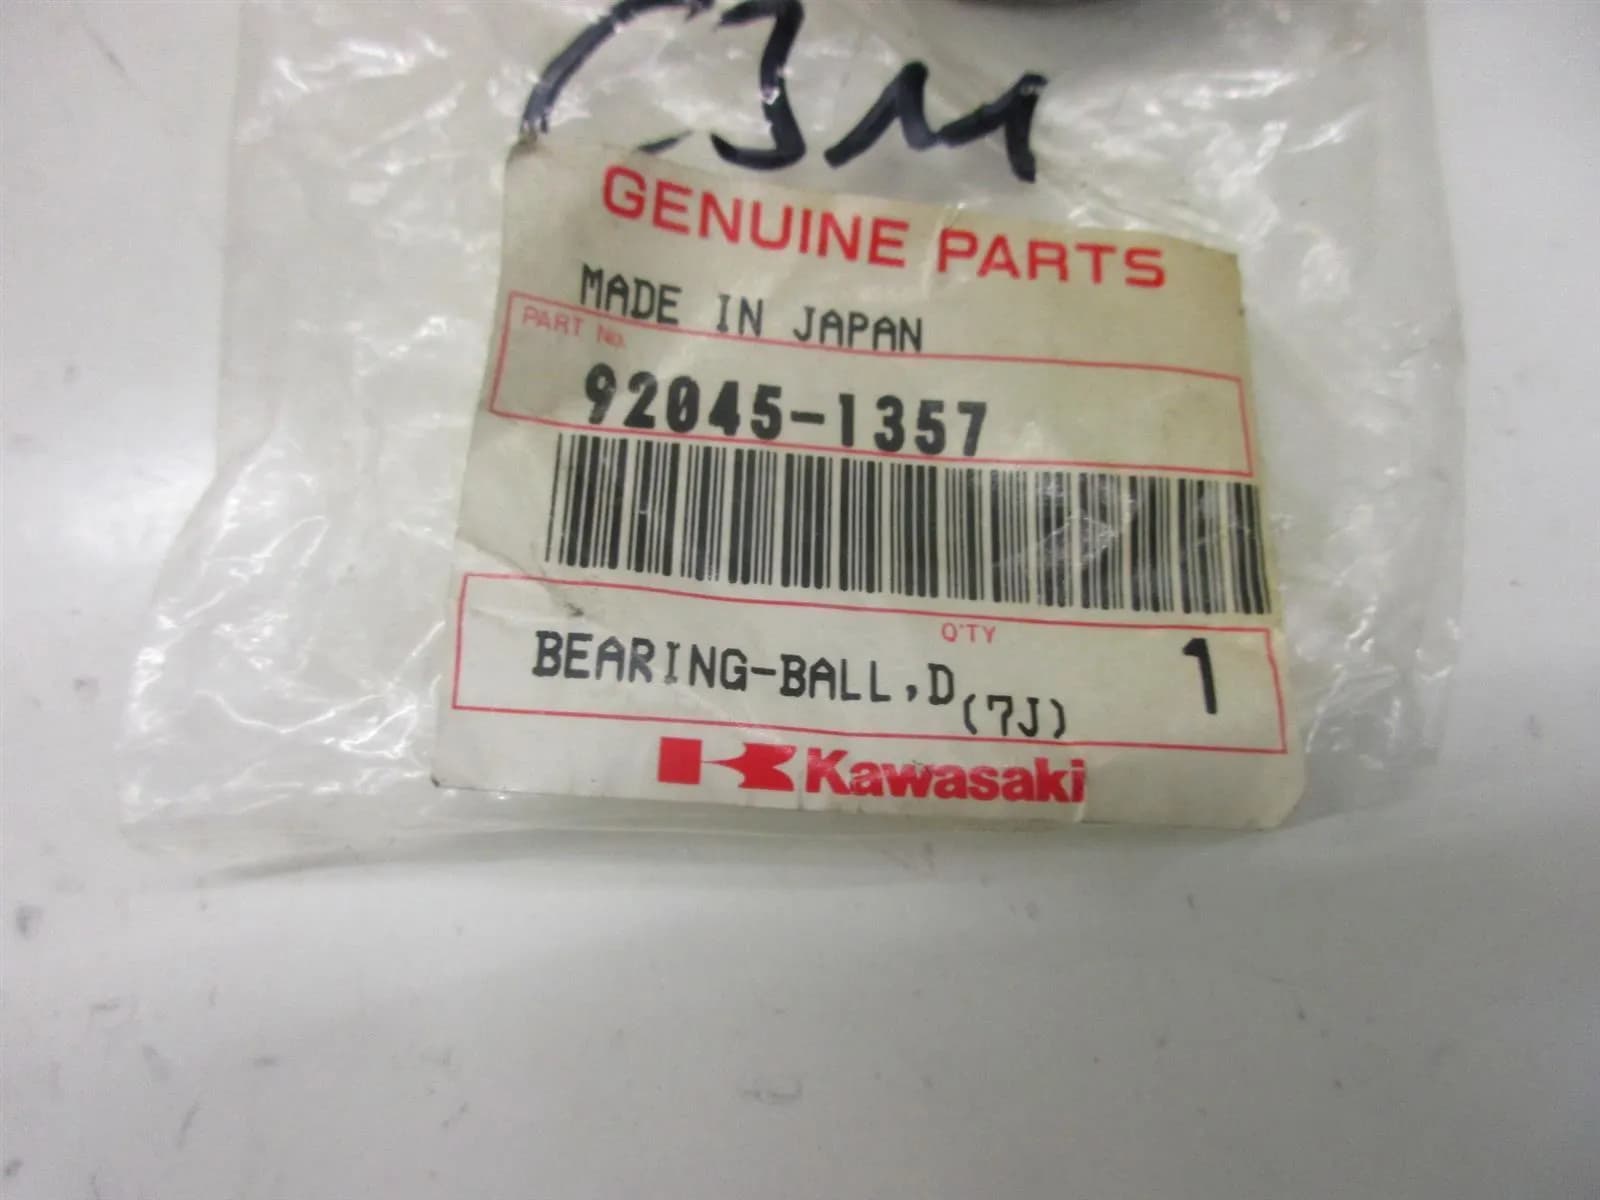 GENUINE PARTS
MADE IN JAPAN
PART No.
92045-1357
Q'TY
BEARING-BALL,D(7J) 1
Kawasaki